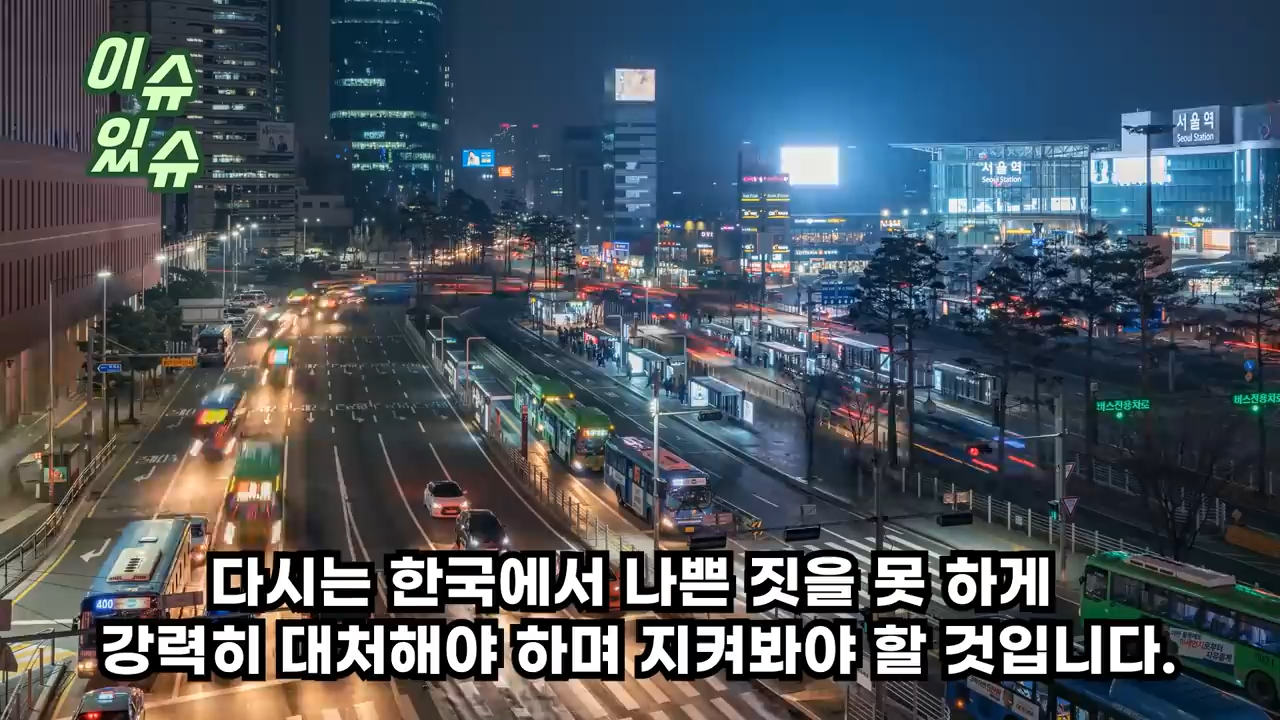 이슈
있슈
서울역
Seoul Station
서울역
Seoul Station
버스전용차로
버스전용차로
400
다시는 한국에서 나쁜 짓을 못 하게
강력히 대처해야 하며 지켜봐야 할 것입니다.